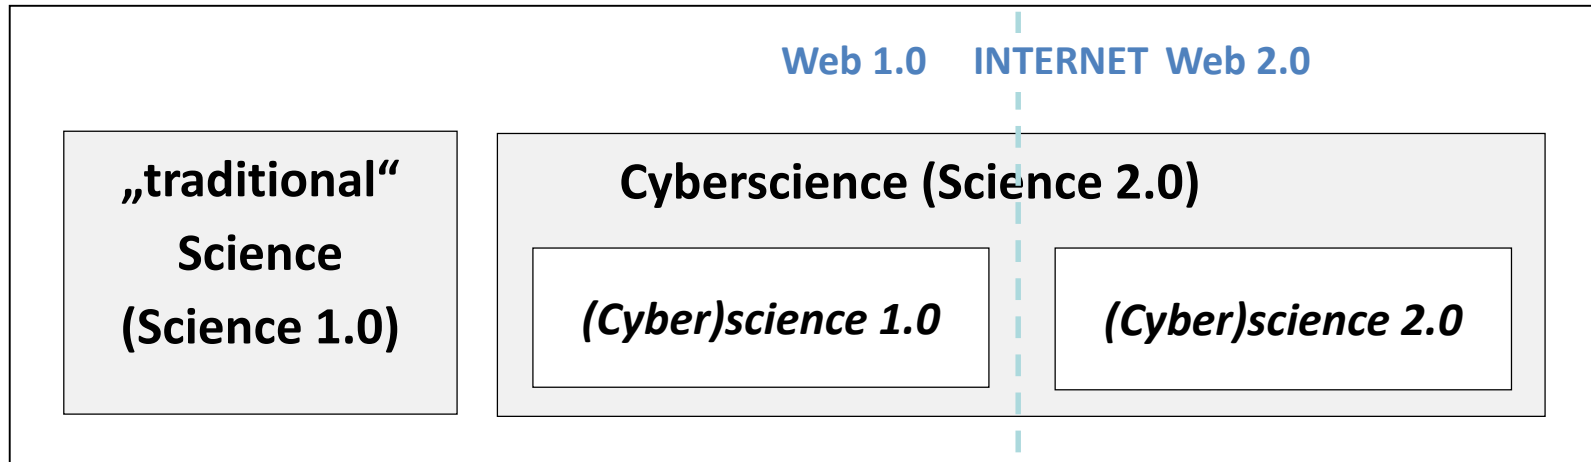 Web 1.0 INTERNET Web 2.0
„traditional“
Science
(Science 1.0)
Cyberscience (Science 2.0)
(Cyber)science 1.0
(Cyber)science 2.0